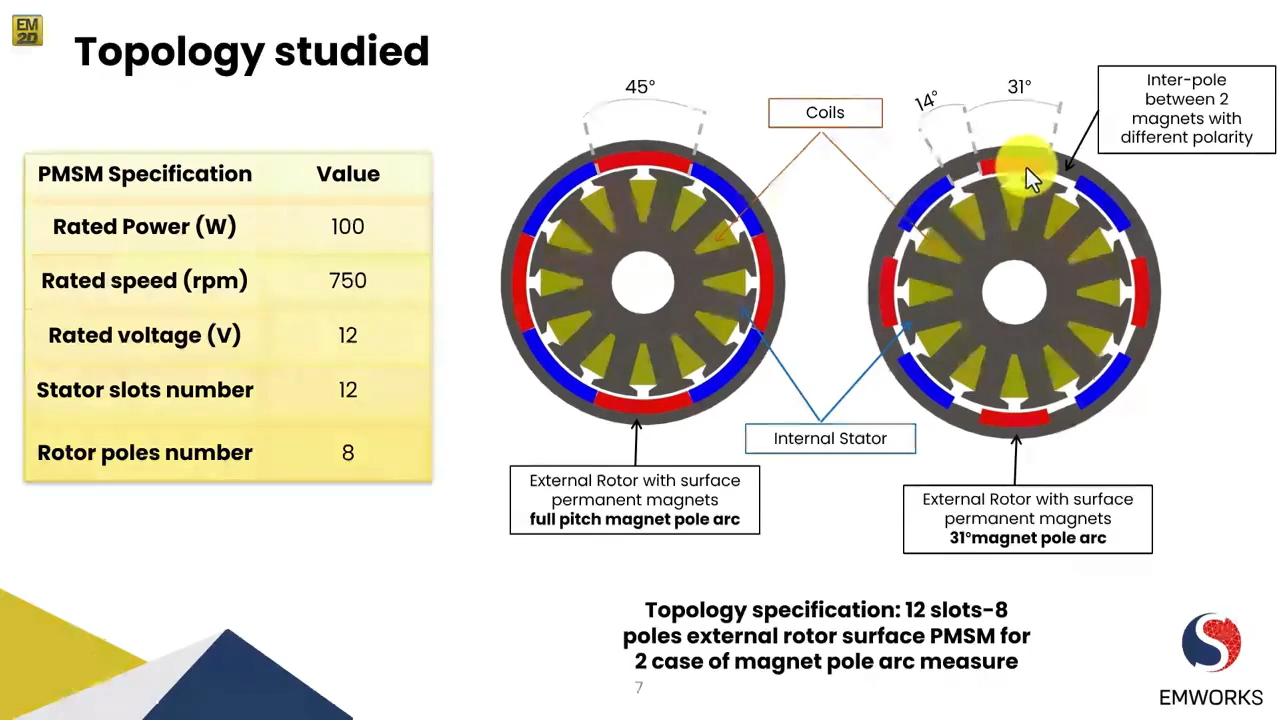 EM
2D
Topology studied
PMSM Specification Value
Rated Power (W) 100
Rated speed (rpm) 750
Rated voltage (V) 12
Stator slots number 12
Rotor poles number 8
45°
Coils
14°
31°
Inter-pole
between 2
magnets with
different polarity
Internal Stator
External Rotor with surface
permanent magnets
full pitch magnet pole arc
External Rotor with surface
permanent magnets
31°magnet pole arc
Topology specification: 12 slots-8
poles external rotor surface PMSM for
2 case of magnet pole arc measure
7
EMWORKS